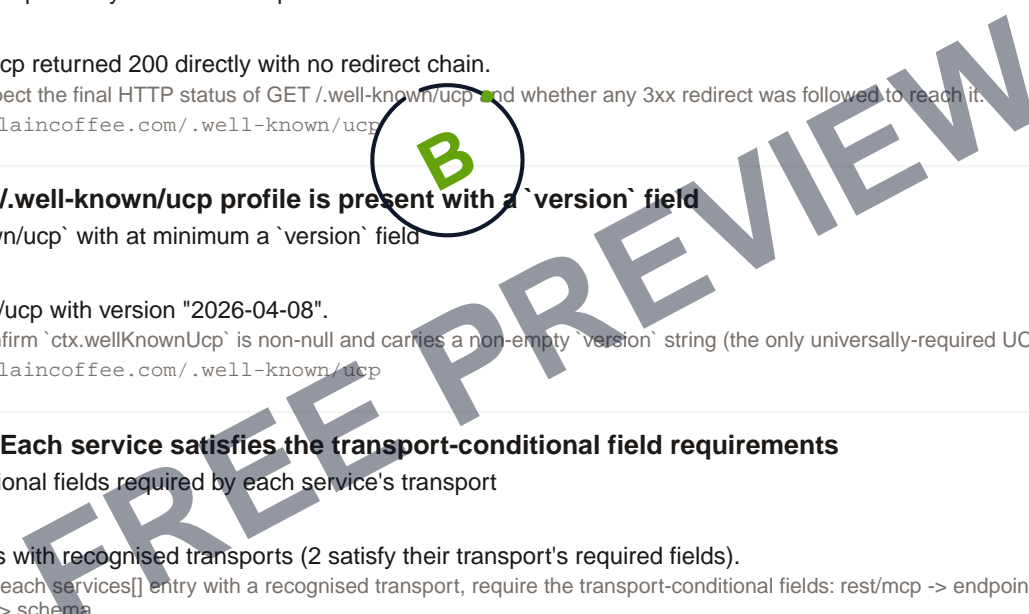 cp returned 200 directly with no redirect chain.
pect the final HTTP status of GET /.well-known/ucp and whether any 3xx redirect was followed to reach it.
laincoffee.com/.well-known/ucp
B
/.well-known/ucp profile is present with a `version` field
wn/ucp` with at minimum a `version` field
/ucp with version "2026-04-08".
nfirm `ctx.wellKnownUcp` is non-null and carries a non-empty `version` string (the only universally-required UC
laincoffee.com/.well-known/ucp
FREE PREVIEW
Each service satisfies the transport-conditional field requirements
ional fields required by each service's transport
s with recognised transports (2 satisfy their transport's required fields).
each services[] entry with a recognised transport, require the transport-conditional fields: rest/mcp -> endpoin
-> schema